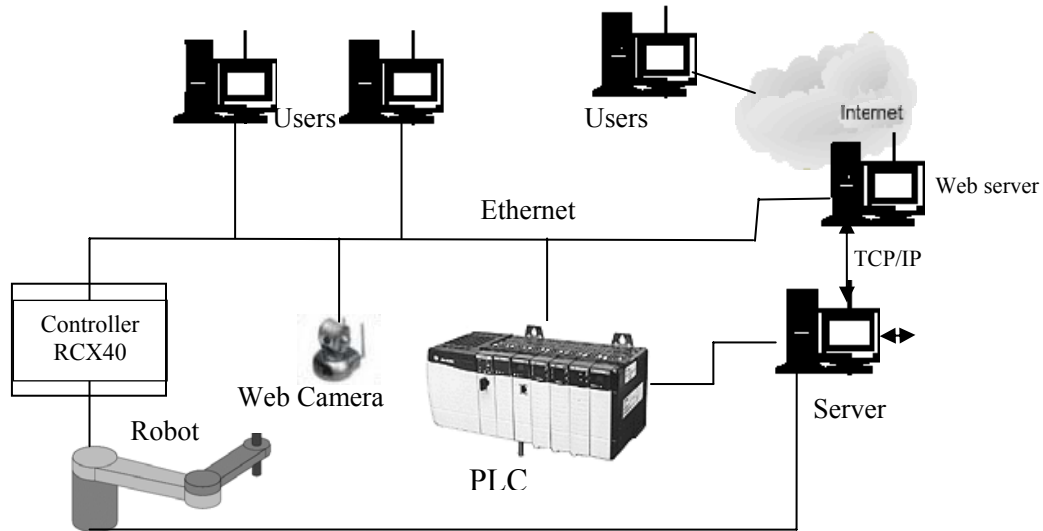 Users
Users
Internet
Web server
Ethernet
TCP/IP
Controller
RCX40
Web Camera
Server
Robot
PLC